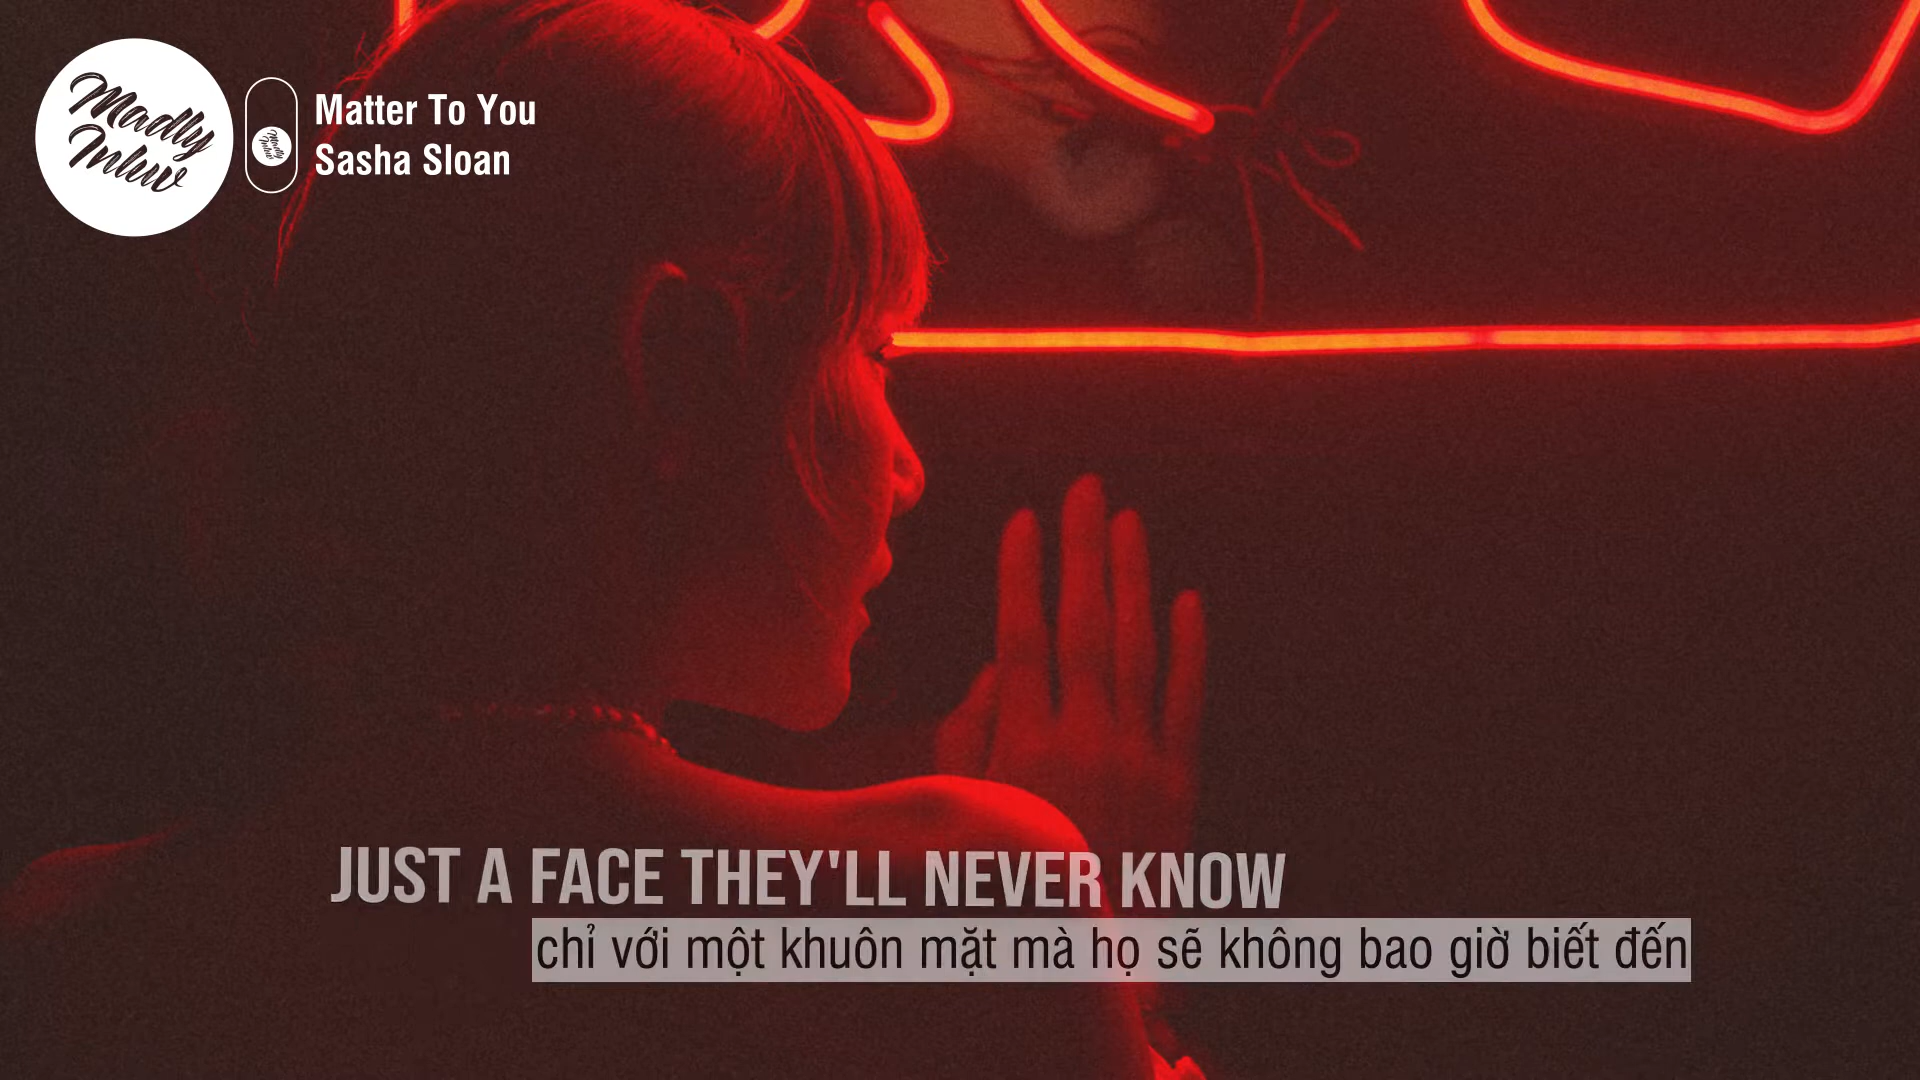 Madly
Inluv
Matter To You
Sasha Sloan
JUST A FACE THEY'LL NEVER KNOW
chỉ với một khuôn mặt mà họ sẽ không bao giờ biết đến